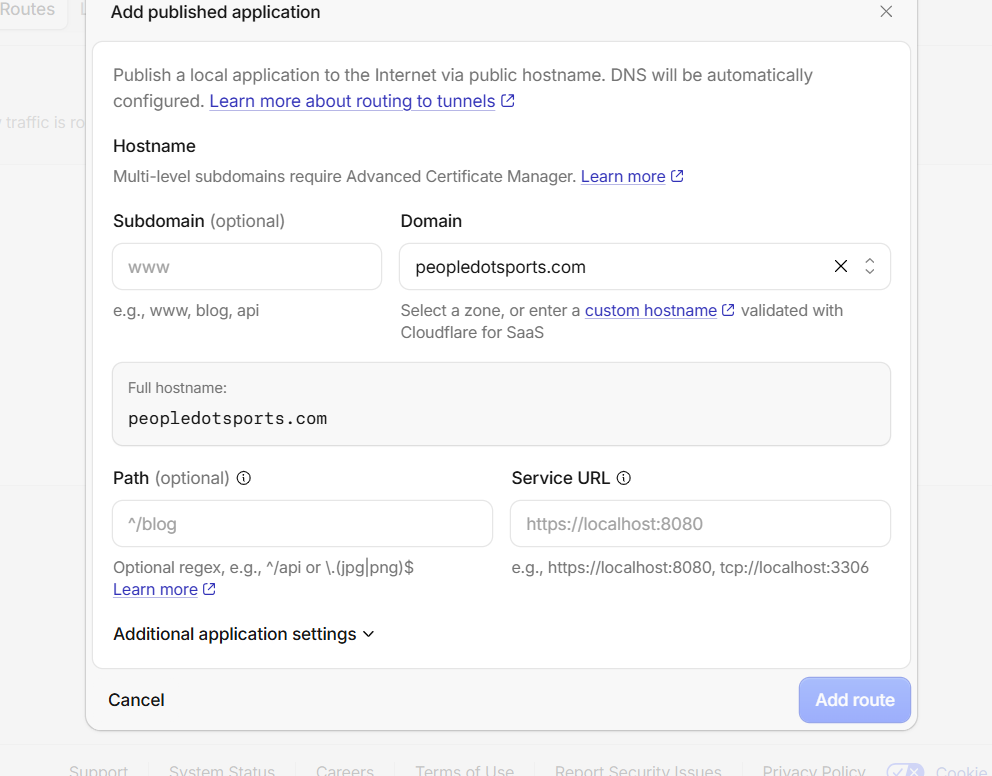 Routes
Add published application
Publish a local application to the Internet via public hostname. DNS will be automatically
configured. Learn more about routing to tunnels
traffic is ro
Hostname
Multi-level subdomains require Advanced Certificate Manager. Learn more
Subdomain (optional)
Domain
www
peopledotsports.com
e.g., www, blog, api
Select a zone, or enter a custom hostname validated with
Cloudflare for SaaS
Full hostname:
peopledotsports.com
Path (optional)
Service URL
^/blog
https://localhost:8080
Optional regex, e.g., ^/api or \.(jpg|png)$
Learn more
e.g., https://localhost:8080, tcp://localhost:3306
Additional application settings
Cancel
Add route
Support
System Status
Careers
Terms of Use
Report Security Issues
Privacy Policy
Cookie